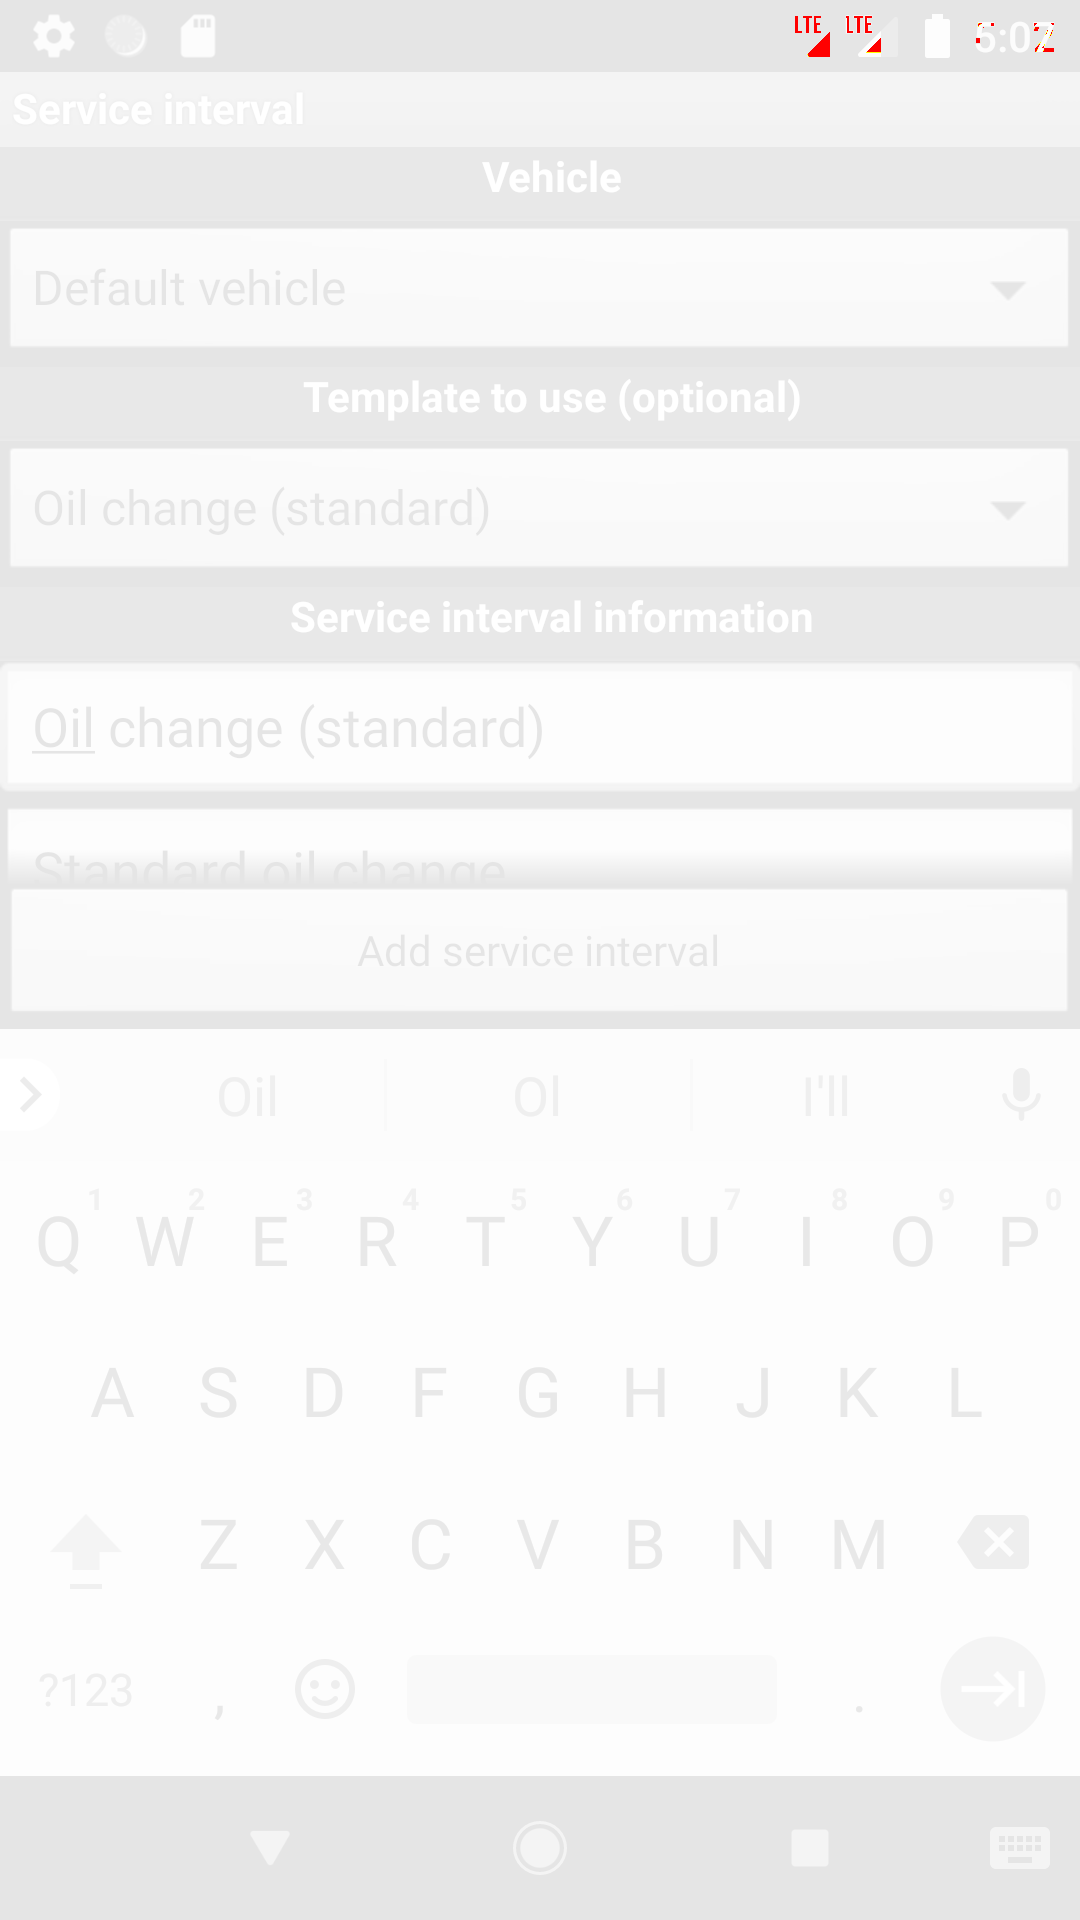 LTE LTE 5:02
Service interval
Vehicle
Default vehicle
Template to use (optional)
Oil change (standard)
Service interval information
Oil change (standard)
Standard oil change
Add service interval
Oil Ol I'll
1 2 3 4 5 6 7 8 9 0
Q W E R T Y U I O P
A S D F G H J K L
Z X C V B N M
?123 , .